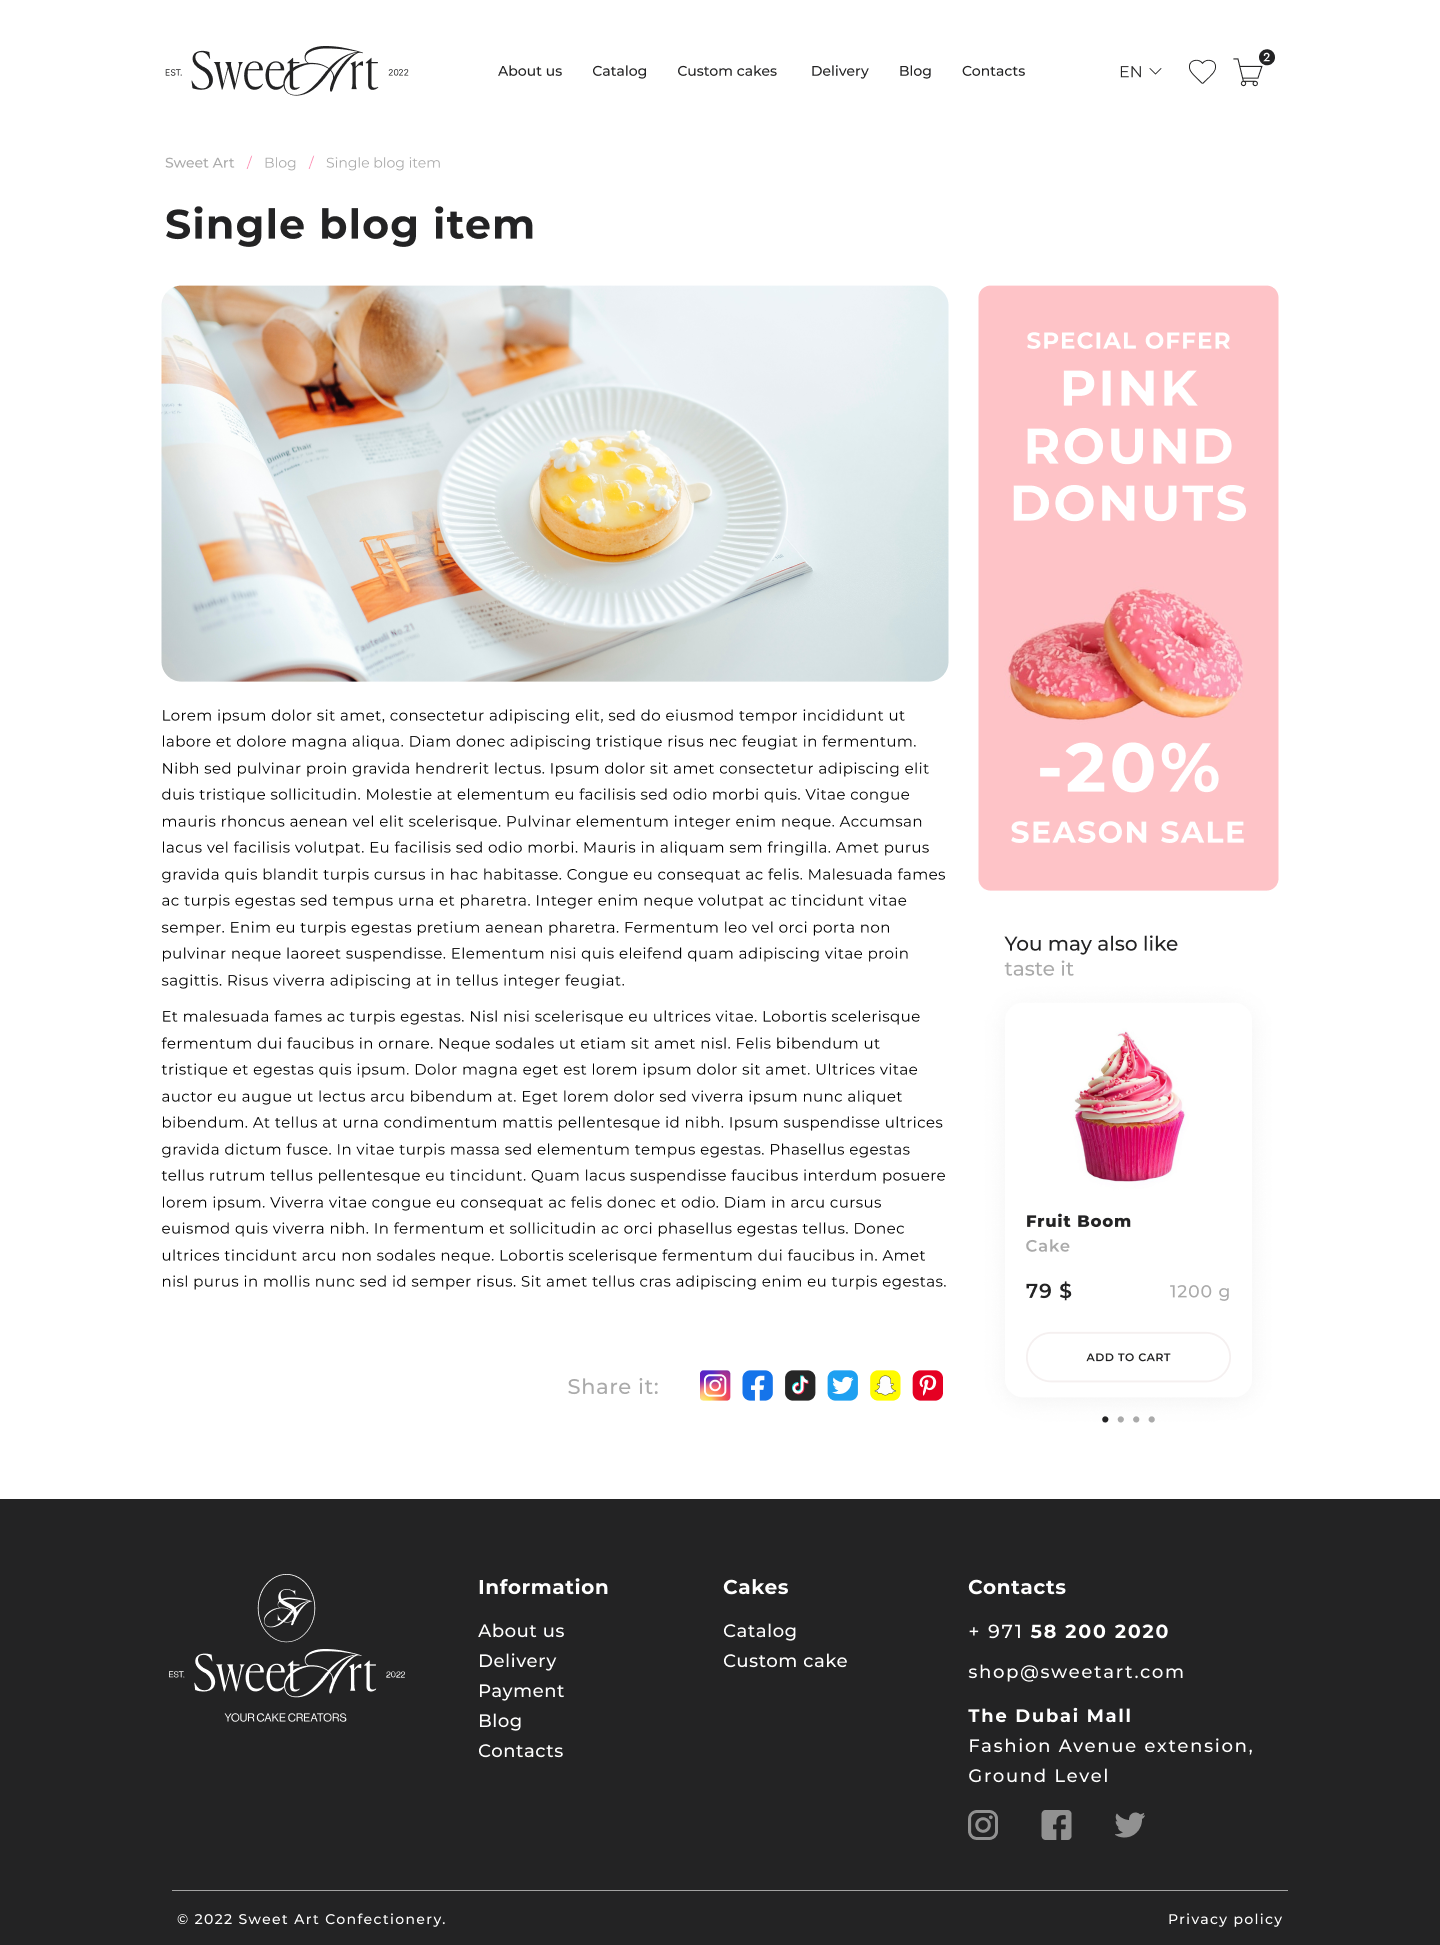 EST. Sweet Art 2022
About us Catalog Custom cakes Delivery Blog Contacts
EN
2
Sweet Art / Blog / Single blog item
Single blog item
Dining Chair
Fauteuil No.21
Lorem ipsum dolor sit amet, consectetur adipiscing elit, sed do eiusmod tempor incididunt ut
labore et dolore magna aliqua. Diam donec adipiscing tristique risus nec feugiat in fermentum.
Nibh sed pulvinar proin gravida hendrerit lectus. Ipsum dolor sit amet consectetur adipiscing elit
duis tristique sollicitudin. Molestie at elementum eu facilisis sed odio morbi quis. Vitae congue
mauris rhoncus aenean vel elit scelerisque. Pulvinar elementum integer enim neque. Accumsan
lacus vel facilisis volutpat. Eu facilisis sed odio morbi. Mauris in aliquam sem fringilla. Amet purus
gravida quis blandit turpis cursus in hac habitasse. Congue eu consequat ac felis. Malesuada fames
ac turpis egestas sed tempus urna et pharetra. Integer enim neque volutpat ac tincidunt vitae
semper. Enim eu turpis egestas pretium aenean pharetra. Fermentum leo vel orci porta non
pulvinar neque laoreet suspendisse. Elementum nisi quis eleifend quam adipiscing vitae proin
sagittis. Risus viverra adipiscing at in tellus integer feugiat.
Et malesuada fames ac turpis egestas. Nisl nisi scelerisque eu ultrices vitae. Lobortis scelerisque
fermentum dui faucibus in ornare. Neque sodales ut etiam sit amet nisl. Felis bibendum ut
tristique et egestas quis ipsum. Dolor magna eget est lorem ipsum dolor sit amet. Ultrices vitae
auctor eu augue ut lectus arcu bibendum at. Eget lorem dolor sed viverra ipsum nunc aliquet
bibendum. At tellus at urna condimentum mattis pellentesque id nibh. Ipsum suspendisse ultrices
gravida dictum fusce. In vitae turpis massa sed elementum tempus egestas. Phasellus egestas
tellus rutrum tellus pellentesque eu tincidunt. Quam lacus suspendisse faucibus interdum posuere
lorem ipsum. Viverra vitae congue eu consequat ac felis donec et odio. Diam in arcu cursus
euismod quis viverra nibh. In fermentum et sollicitudin ac orci phasellus egestas tellus. Donec
ultrices tincidunt arcu non sodales neque. Lobortis scelerisque fermentum dui faucibus in. Amet
nisl purus in mollis nunc sed id semper risus. Sit amet tellus cras adipiscing enim eu turpis egestas.
Share it:
SPECIAL OFFER
PINK
ROUND
DONUTS
-20%
SEASON SALE
You may also like
taste it
Fruit Boom
Cake
79 $ 1200 g
ADD TO CART
SA
EST. Sweet Art 2022
YOUR CAKE CREATORS
Information
About us
Delivery
Payment
Blog
Contacts
Cakes
Catalog
Custom cake
Contacts
+ 971 58 200 2020
shop@sweetart.com
The Dubai Mall
Fashion Avenue extension,
Ground Level
© 2022 Sweet Art Confectionery.
Privacy policy